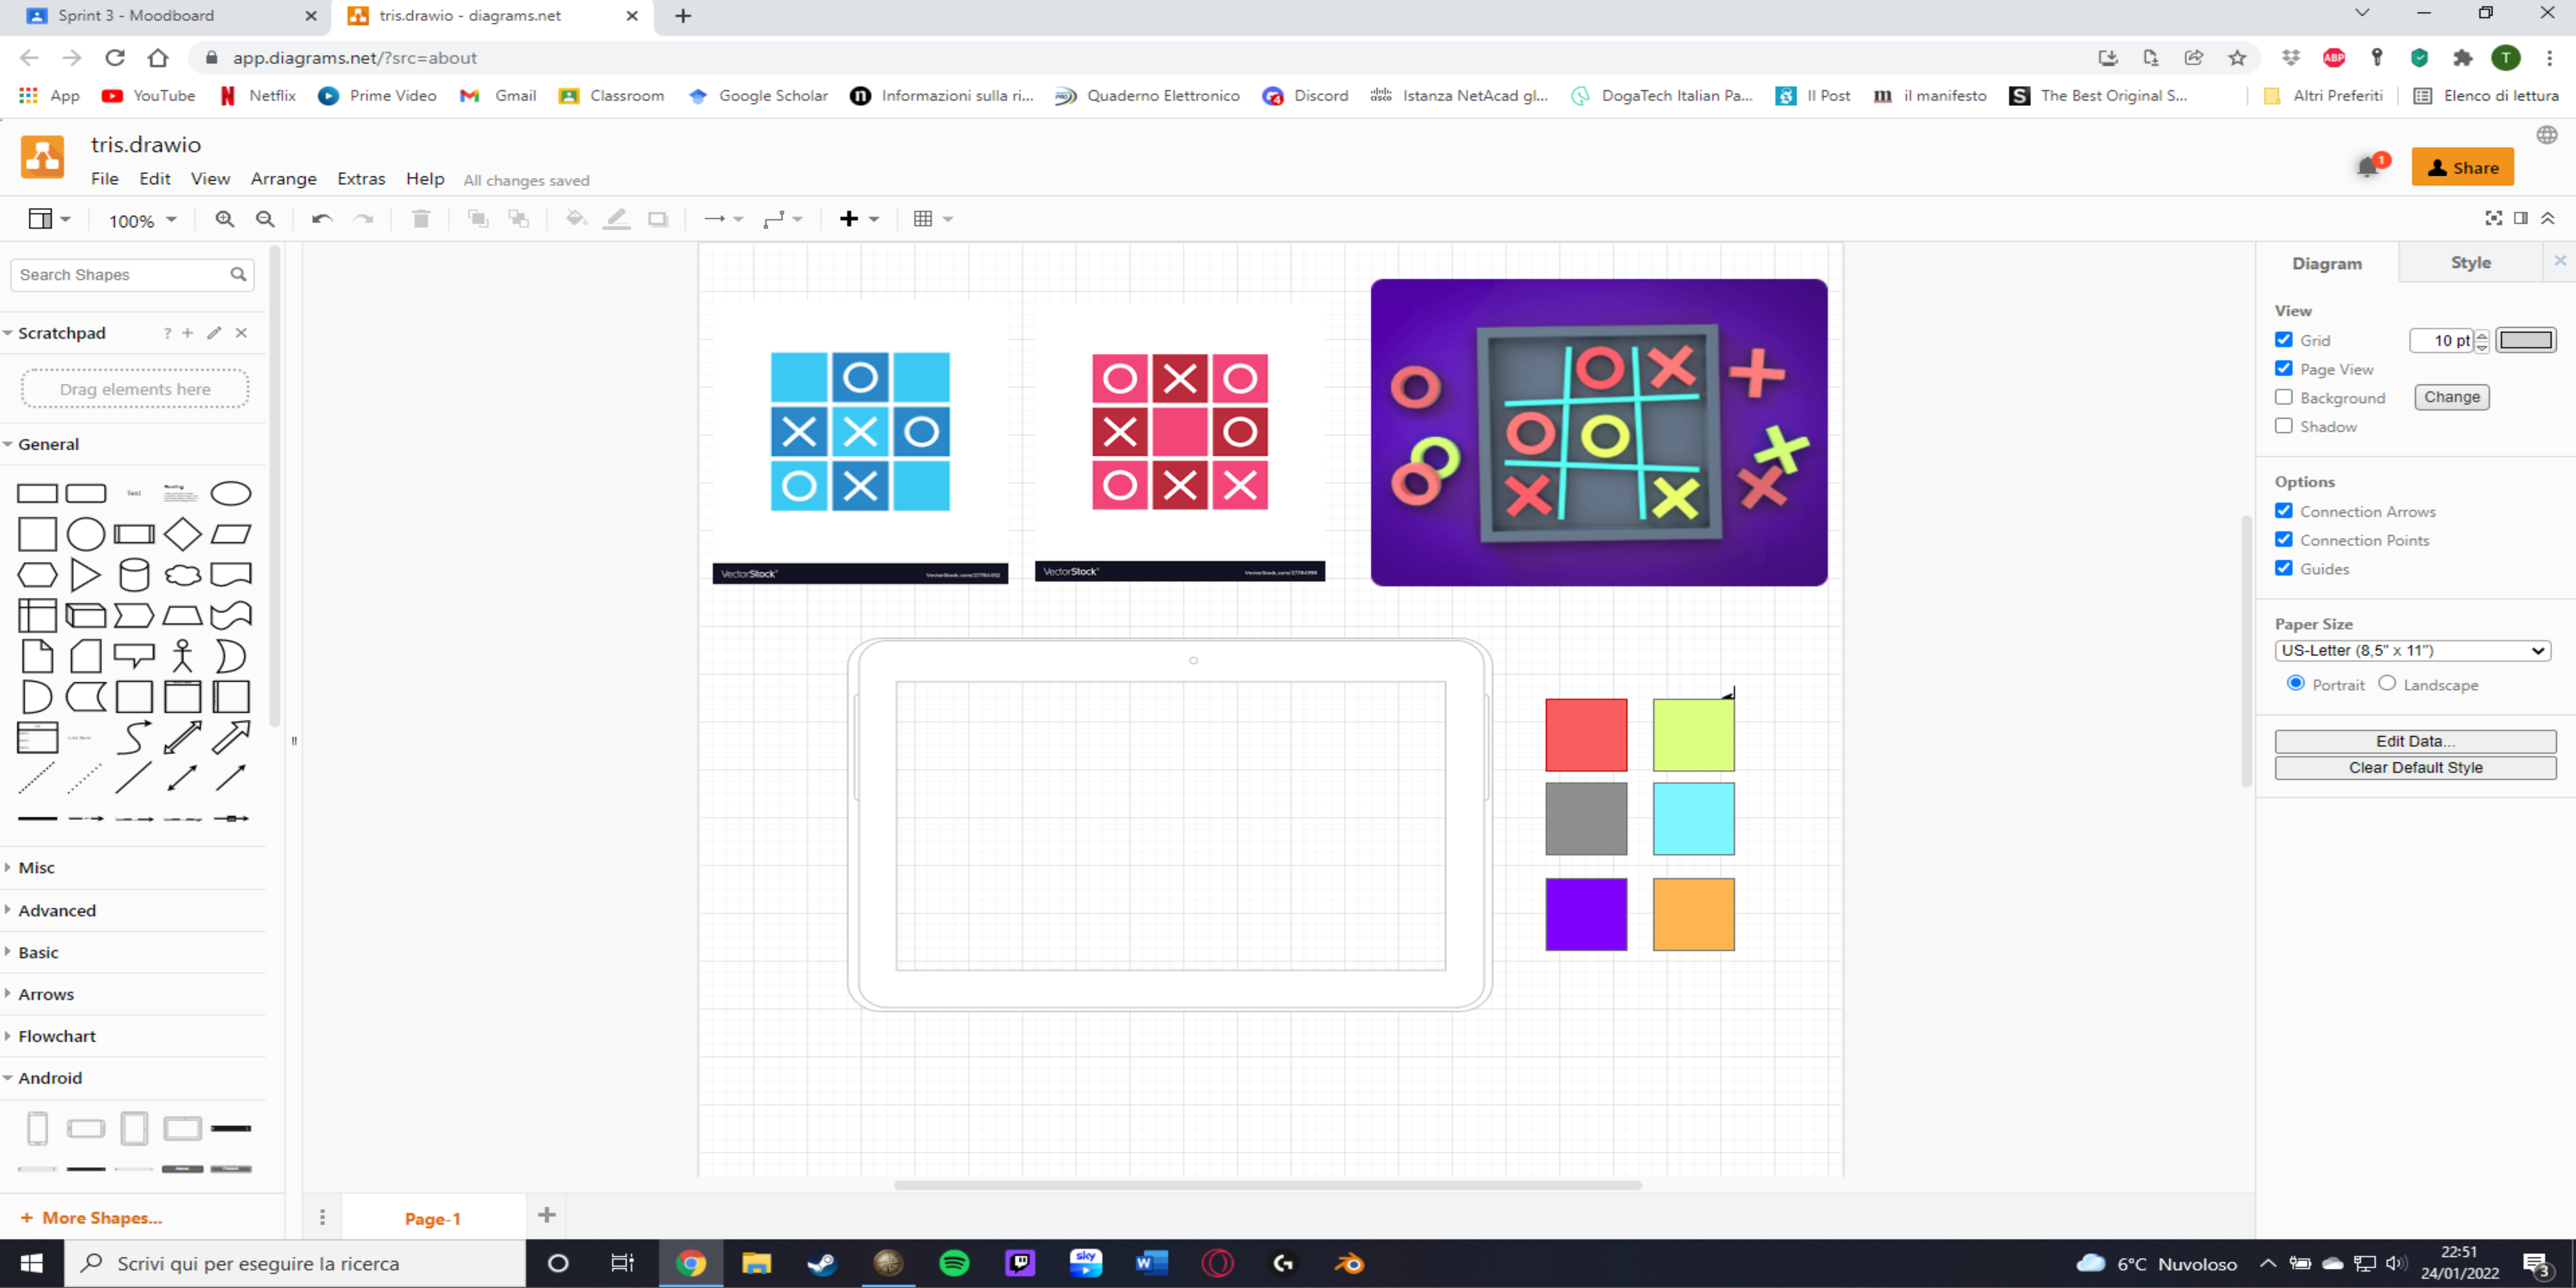 Sprint 3 - Moodboard
tris.drawio - diagrams.net
app.diagrams.net/?src=about
ABP
T
App YouTube Netflix Prime Video Gmail Classroom Google Scholar Informazioni sulla ri... Quaderno Elettronico Discord Istanza NetAcad gl... DogaTech Italian Pa... Il Post il manifesto The Best Original S... Altri Preferiti Elenco di lettura
tris.drawio
File Edit View Arrange Extras Help All changes saved
1
Share
100%
Search Shapes
Scratchpad
Drag elements here
General
Text
Heading
Misc
Advanced
Basic
Arrows
Flowchart
Android
+ More Shapes...
VectorStock®
VectorStock®
Page-1
Diagram Style
View
Grid 10 pt
Page View
Background Change
Shadow
Options
Connection Arrows
Connection Points
Guides
Paper Size
US-Letter (8,5" x 11")
Portrait Landscape
Edit Data...
Clear Default Style
Scrivi qui per eseguire la ricerca
sky
6°C Nuvoloso
22:51
24/01/2022
3